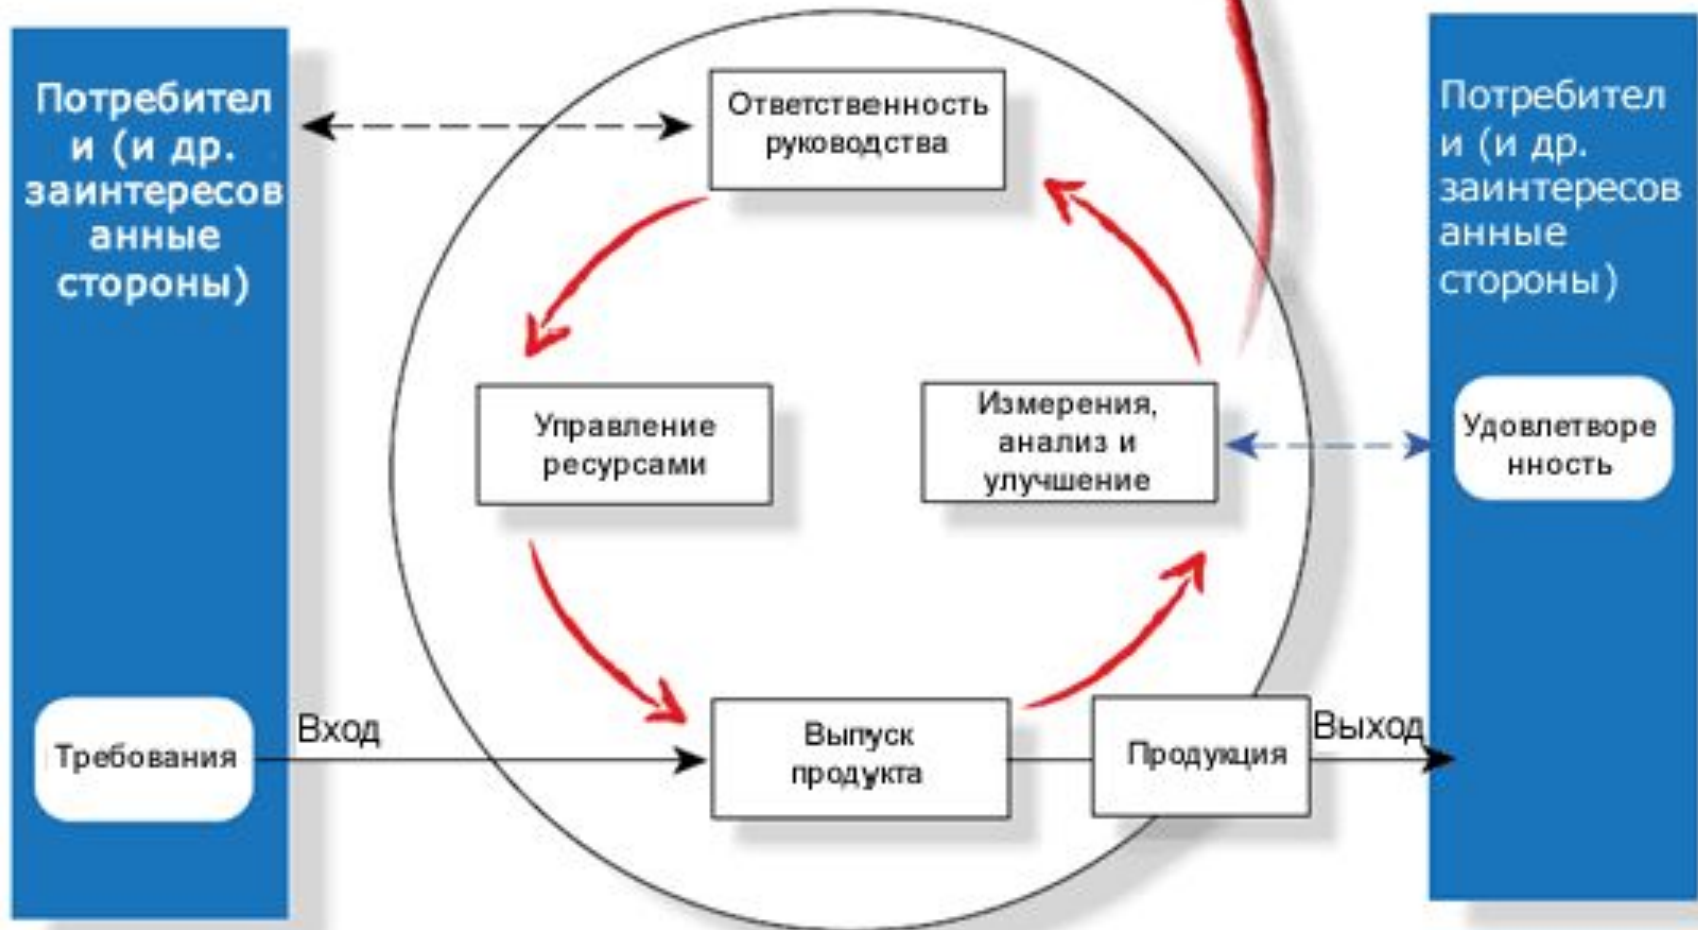 Потребител
и (и др.
заинтересов
анные
стороны)
Требования
Вход
Ответственность
руководства
Управление
ресурсами
Измерения,
анализ и
улучшение
Выпуск
продукта
Продукция
Выход
Потребител
и (и др.
заинтересов
анные
стороны)
Удовлетворе
нность